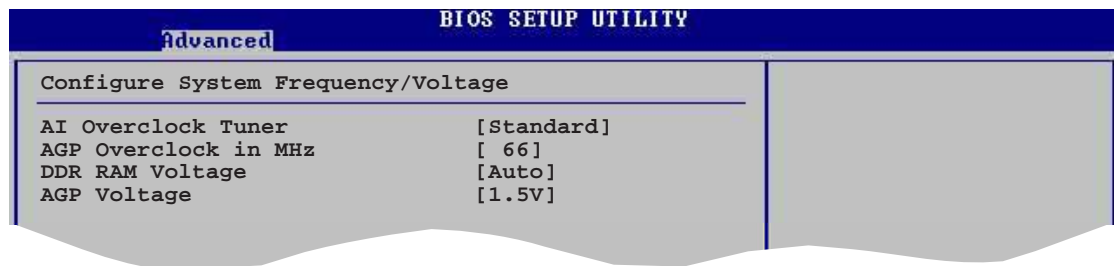 BIOS SETUP UTILITY
Advanced
Configure System Frequency/Voltage
AI Overclock Tuner [Standard]
AGP Overclock in MHz [ 66]
DDR RAM Voltage [Auto]
AGP Voltage [1.5V]